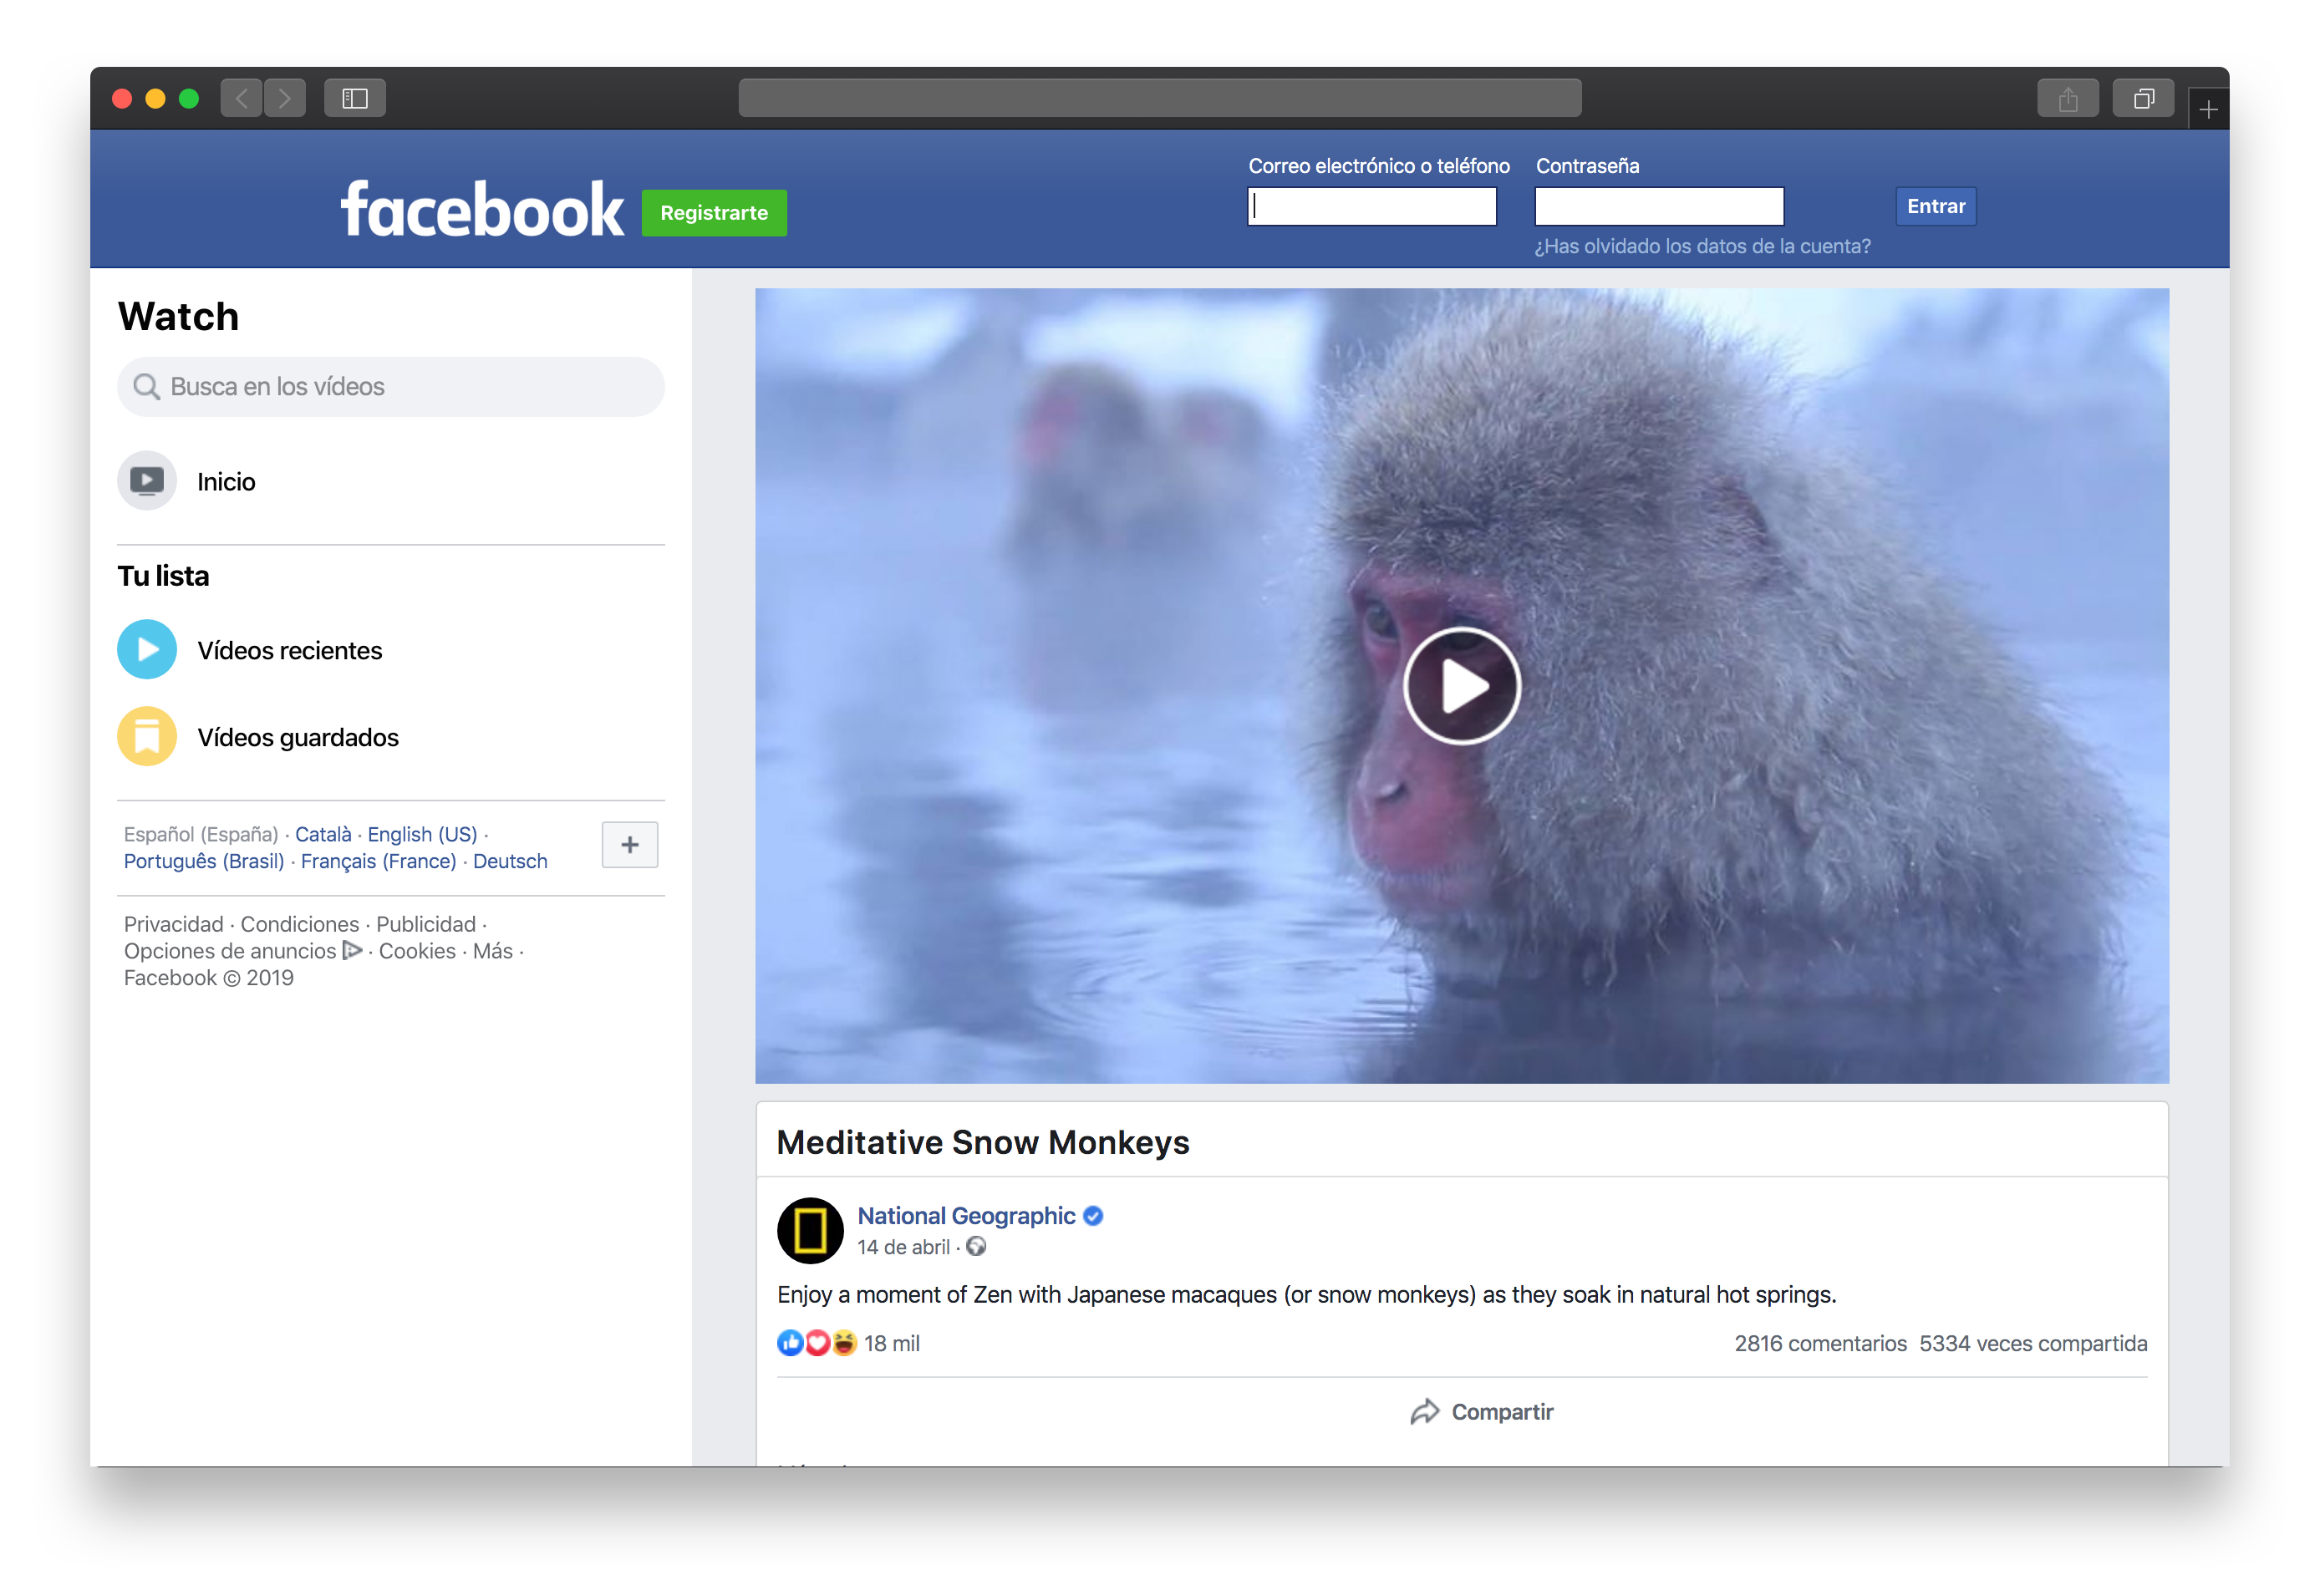 Correo electrónico o teléfono
Contraseña
facebook
Registrarte
Entrar
¿Has olvidado los datos de la cuenta?
Watch
Busca en los vídeos
Inicio
Tu lista
Vídeos recientes
Vídeos guardados
Español (España) · Català · English (US) ·
Português (Brasil) · Français (France) · Deutsch
+
Privacidad · Condiciones · Publicidad ·
Opciones de anuncios · Cookies · Más ·
Facebook © 2019
Meditative Snow Monkeys
National Geographic
14 de abril ·
Enjoy a moment of Zen with Japanese macaques (or snow monkeys) as they soak in natural hot springs.
18 mil
2816 comentarios 5334 veces compartida
Compartir